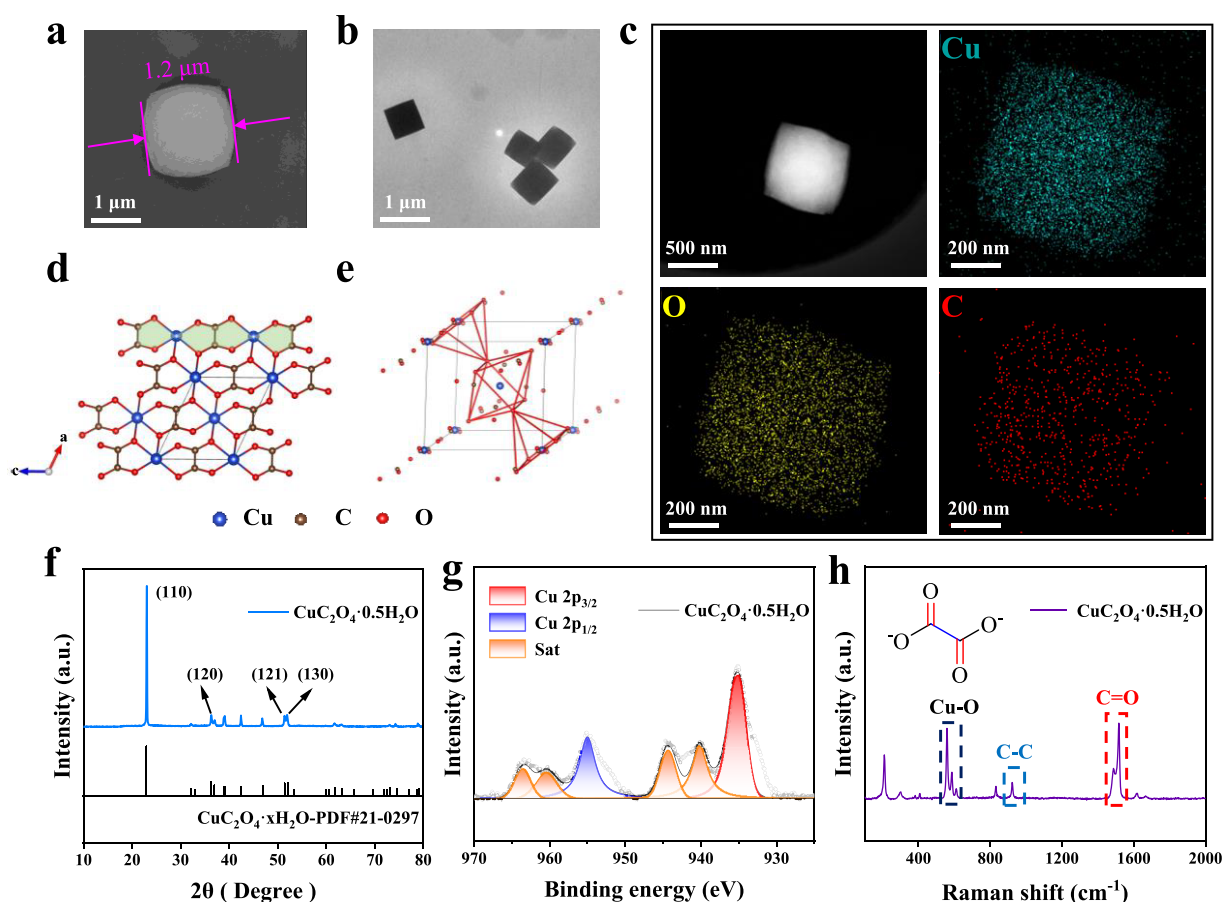 a
1.2 μm
1 μm
b
1 μm
c
500 nm
Cu
200 nm
O
200 nm
C
200 nm
d
a
c
e
Cu C O
f
(110)
CuC₂O₄·0.5H₂O
(120)
(121)
(130)
CuC₂O₄·xH₂O-PDF#21-0297
Intensity (a.u.)
10 20 30 40 50 60 70 80
2θ ( Degree )
g
Cu 2p₃/₂
Cu 2p₁/₂
Sat
CuC₂O₄·0.5H₂O
Intensity (a.u.)
970 960 950 940 930
Binding energy (eV)
h
CuC₂O₄·0.5H₂O
O
⁻O
O⁻
O
Cu-O
C-C
C=O
Intensity (a.u.)
400 800 1200 1600 2000
Raman shift (cm⁻¹)